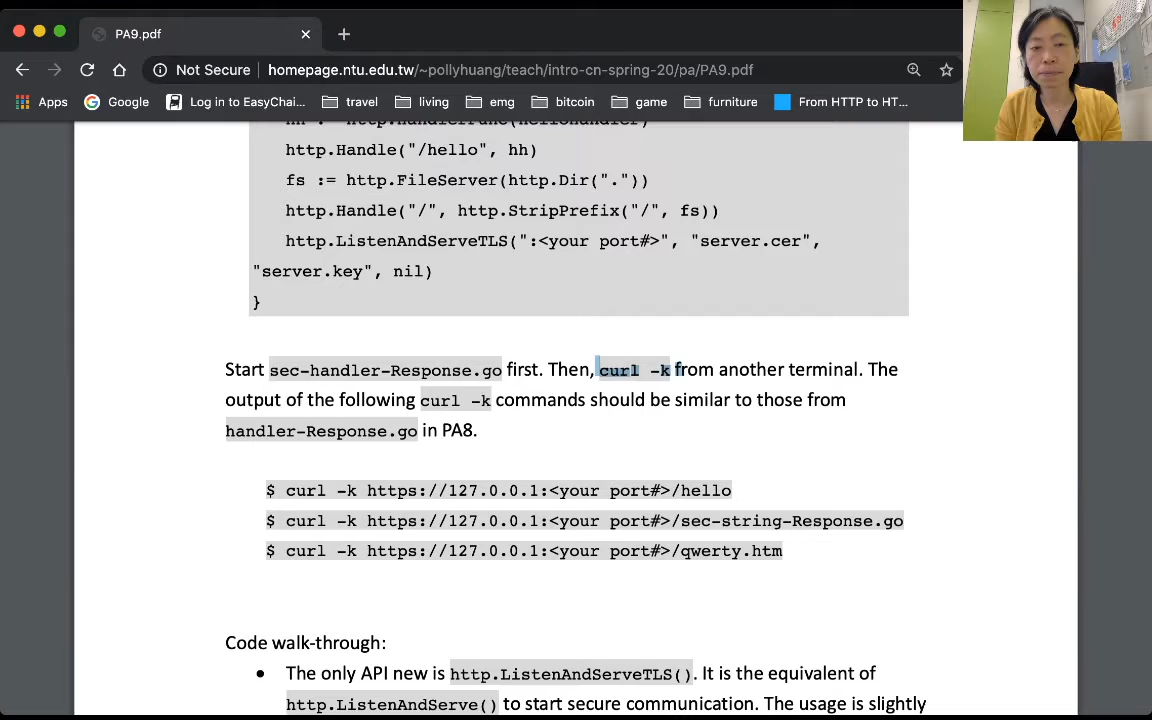 PA9.pdf
Not Secure
homepage.ntu.edu.tw/~pollyhuang/teach/intro-cn-spring-20/pa/PA9.pdf
Apps Google Log in to EasyChai... travel living emg bitcoin game furniture From HTTP to HT...
hh := http.HandlerFunc(helloHandler)
http.Handle("/hello", hh)
fs := http.FileServer(http.Dir("."))
http.Handle("/", http.StripPrefix("/", fs))
http.ListenAndServeTLS(":<your port#>", "server.cer",
"server.key", nil)
}
Start sec-handler-Response.go first. Then, curl -k from another terminal. The
output of the following curl -k commands should be similar to those from
handler-Response.go in PA8.
$ curl -k https://127.0.0.1:<your port#>/hello
$ curl -k https://127.0.0.1:<your port#>/sec-string-Response.go
$ curl -k https://127.0.0.1:<your port#>/qwerty.htm
Code walk-through:
• The only API new is http.ListenAndServeTLS(). It is the equivalent of
http.ListenAndServe() to start secure communication. The usage is slightly